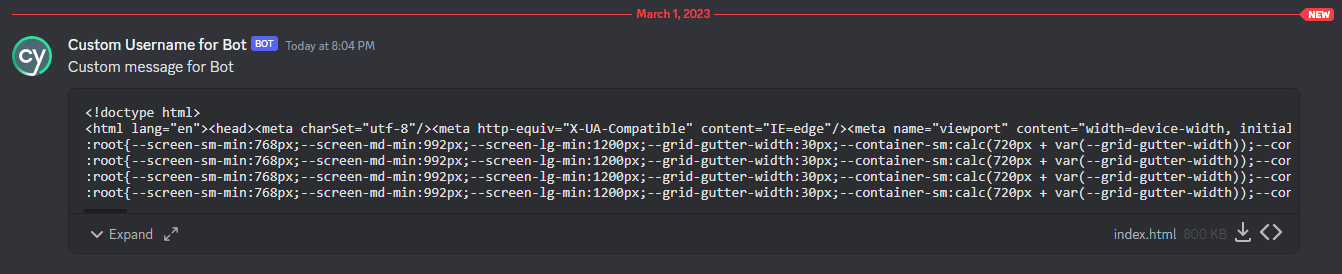 March 1, 2023
NEW
cy
Custom Username for Bot BOT Today at 8:04 PM
Custom message for Bot
<!doctype html>
<html lang="en"><head><meta charSet="utf-8"/><meta http-equiv="X-UA-Compatible" content="IE=edge"/><meta name="viewport" content="width=device-width, initial
:root{--screen-sm-min:768px;--screen-md-min:992px;--screen-lg-min:1200px;--grid-gutter-width:30px;--container-sm:calc(720px + var(--grid-gutter-width));--con
:root{--screen-sm-min:768px;--screen-md-min:992px;--screen-lg-min:1200px;--grid-gutter-width:30px;--container-sm:calc(720px + var(--grid-gutter-width));--con
:root{--screen-sm-min:768px;--screen-md-min:992px;--screen-lg-min:1200px;--grid-gutter-width:30px;--container-sm:calc(720px + var(--grid-gutter-width));--con
:root{--screen-sm-min:768px;--screen-md-min:992px;--screen-lg-min:1200px;--grid-gutter-width:30px;--container-sm:calc(720px + var(--grid-gutter-width));--con
Expand
index.html 800 KB